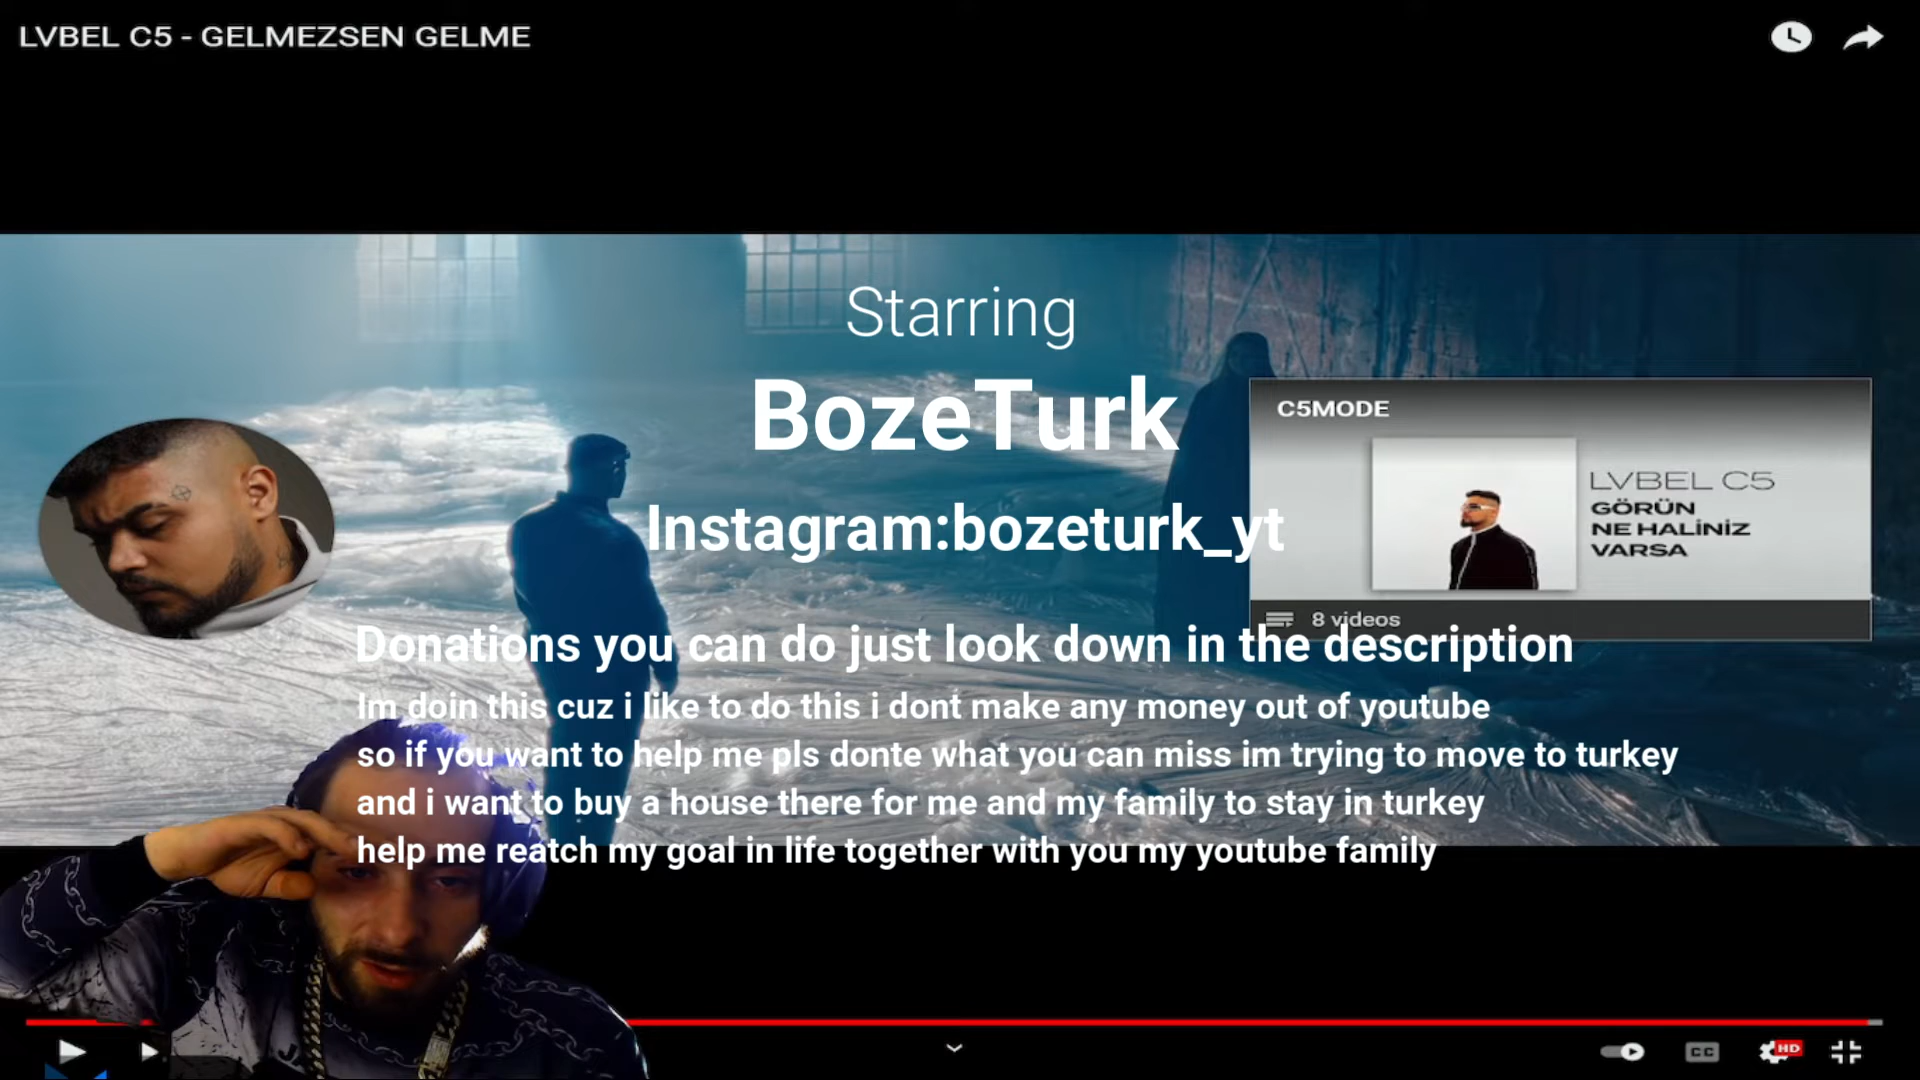 LVBEL C5 - GELMEZSEN GELME
Starring
BozeTurk
Instagram:bozeturk_yt
C5MODE
LVBEL C5
GÖRÜN
NE HALİNİZ
VARSA
8 videos
Donations you can do just look down in the description
Im doin this cuz i like to do this i dont make any money out of youtube
so if you want to help me pls donte what you can miss im trying to move to turkey
and i want to buy a house there for me and my family to stay in turkey
help me reatch my goal in life together with you my youtube family
CC
HD